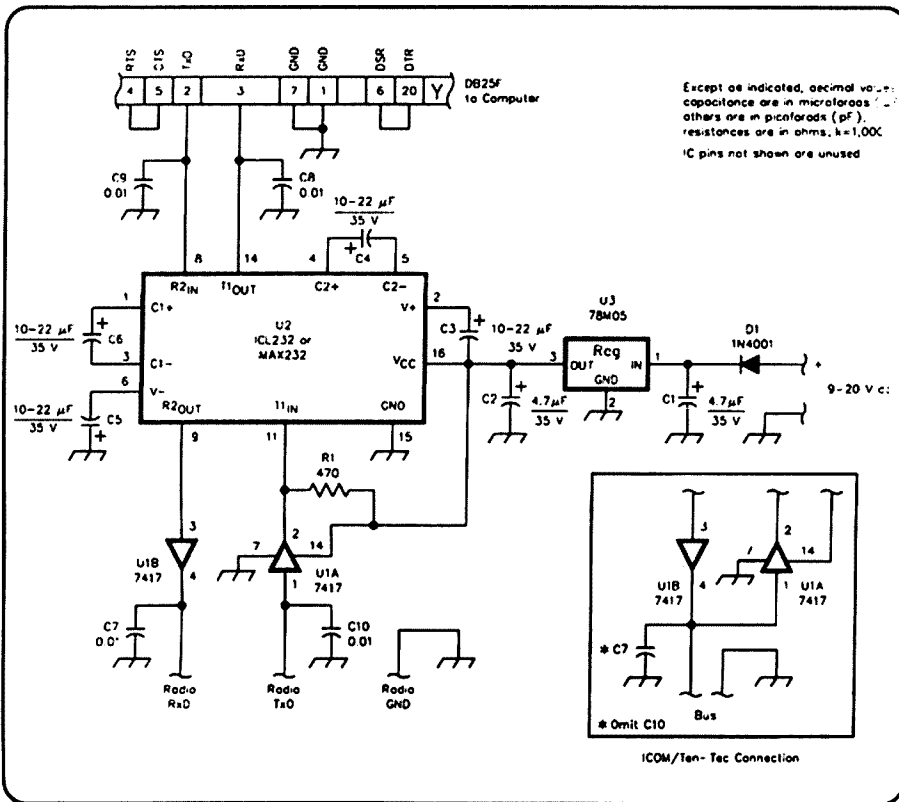 RTS CTS TxD RxD GND GND DSR DTR
4 5 2 3 7 1 6 20 Y
DB25F
to Computer
Except as indicated, decimal
capacitance are in microfarads
others are in picofarads (pF),
resistances are in ohms, k=1,000
IC pins not shown are unused
C9
0.01
C8
0.01
10-22 µF
35 V
+ C4
8 14 4 5
R2IN T1OUT C2+ C2-
1 C1+
10-22 µF
35 V
+
C6
3 C1-
6 V-
10-22 µF
35 V
C5
+
U2
ICL232 or
MAX232
V+ 2
VCC 16
C3 +
10-22 µF
35 V
R2OUT T1IN GND
9 11 15
U3
78M05
3 OUT Reg IN 1
GND
2
C2 +
4.7µF
35 V
C1 +
4.7µF
35 V
D1
1N4001
+
9-20 V
R1
470
3
U1B
7417
4
2
7 14
U1A
7417
1
C7
C10
0.01
Radio
RxD
Radio
TxD
Radio
GND
3
U1B
7417
4
2
14
U1A
7417
1
* C7
Bus
* Omit C10
ICOM/Ten-Tec Connection